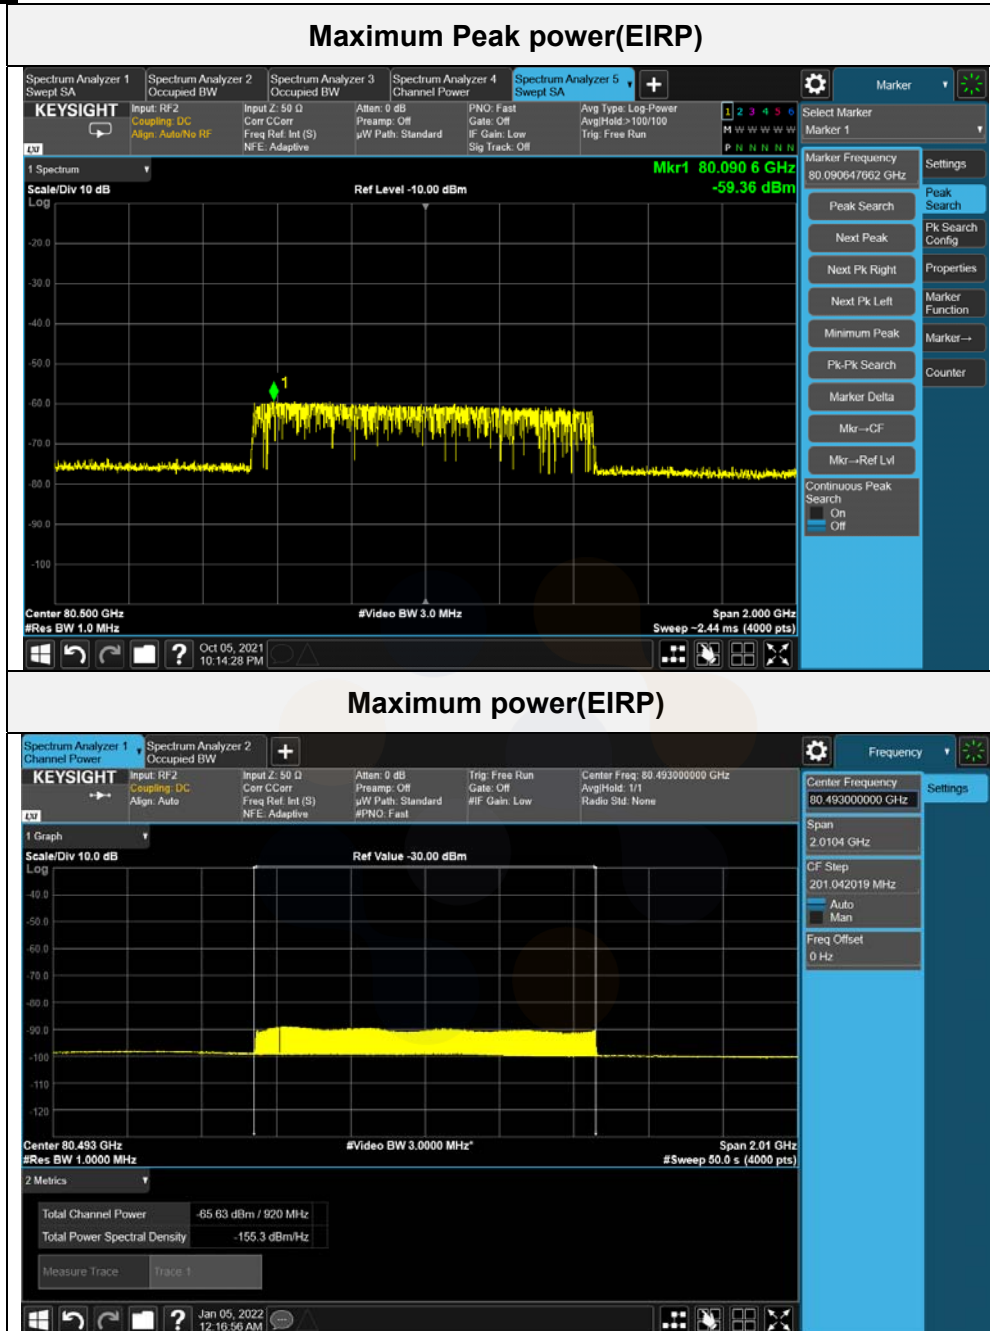 Maximum Peak power(EIRP)
Spectrum Analyzer 1 Spectrum Analyzer 2 Spectrum Analyzer 3 Spectrum Analyzer 4 Spectrum Analyzer 5
Swept SA Occupied BW Occupied BW Channel Power Swept SA
Marker
KEYSIGHT Input: RF2 Input Z: 50 Ω Atten: 0 dB PNO: Fast Avg Type: Log-Power 1 2 3 4 5 6
Coupling: DC Corr CCorr Preamp: Off Gate: Off Avg|Hold:>100/100 M W W W W W
Align: Auto/No RF Freq Ref: Int (S) µW Path: Standard IF Gain: Low Trig: Free Run
LXI NFE: Adaptive Sig Track: Off P N N N N N
Select Marker
Marker 1
1 Spectrum
Mkr1 80.090 6 GHz
Scale/Div 10 dB Ref Level -10.00 dBm -59.36 dBm
Log
-20.0
-30.0
-40.0
-50.0
-60.0
-70.0
-80.0
-90.0
-100
1
Center 80.500 GHz #Video BW 3.0 MHz Span 2.000 GHz
#Res BW 1.0 MHz Sweep ~2.44 ms (4000 pts)
Marker Frequency
80.090647662 GHz
Peak Search
Next Peak
Next Pk Right
Next Pk Left
Minimum Peak
Pk-Pk Search
Marker Delta
Mkr→CF
Mkr→Ref Lvl
Continuous Peak
Search
On
Off
Settings
Peak
Search
Pk Search
Config
Properties
Marker
Function
Marker→
Counter
? Oct 05, 2021
10:14:28 PM
Maximum power(EIRP)
Spectrum Analyzer 1 Spectrum Analyzer 2
Channel Power Occupied BW
Frequency
KEYSIGHT Input: RF2 Input Z: 50 Ω Atten: 0 dB Trig: Free Run Center Freq: 80.493000000 GHz
Coupling: DC Corr CCorr Preamp: Off Gate: Off Avg|Hold: 1/1
Align: Auto Freq Ref: Int (S) µW Path: Standard #IF Gain: Low Radio Std: None
LXI NFE: Adaptive #PNO: Fast
1 Graph
Scale/Div 10.0 dB Ref Value -30.00 dBm
Log
-40.0
-50.0
-60.0
-70.0
-80.0
-90.0
-100
-110
-120
Center 80.493 GHz #Video BW 3.0000 MHz* Span 2.01 GHz
#Res BW 1.0000 MHz #Sweep 50.0 s (4000 pts)
Center Frequency
80.493000000 GHz
Span
2.0104 GHz
CF Step
201.042019 MHz
Auto
Man
Freq Offset
0 Hz
Settings
2 Metrics
Total Channel Power -65.63 dBm / 920 MHz
Total Power Spectral Density -155.3 dBm/Hz
Measure Trace Trace 1
? Jan 05, 2022
12:16:56 AM